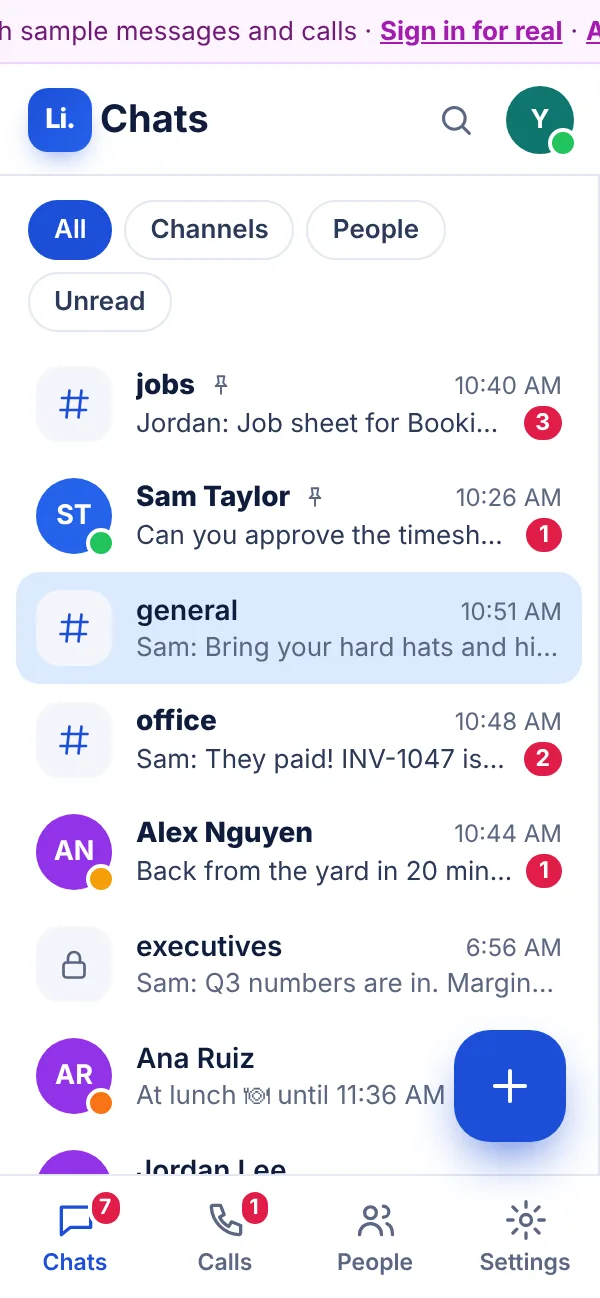 sample messages and calls · Sign in for real ·
Li. Chats Y
All Channels People
Unread
# jobs 10:40 AM
Jordan: Job sheet for Booki... 3
ST Sam Taylor 10:26 AM
Can you approve the timesh... 1
# general 10:51 AM
Sam: Bring your hard hats and hi...
# office 10:48 AM
Sam: They paid! INV-1047 is... 2
AN Alex Nguyen 10:44 AM
Back from the yard in 20 min... 1
executives 6:56 AM
Sam: Q3 numbers are in. Margin...
AR Ana Ruiz
At lunch 🍽 until 11:36 AM
Jordan Lee
7 1
Chats Calls People Settings